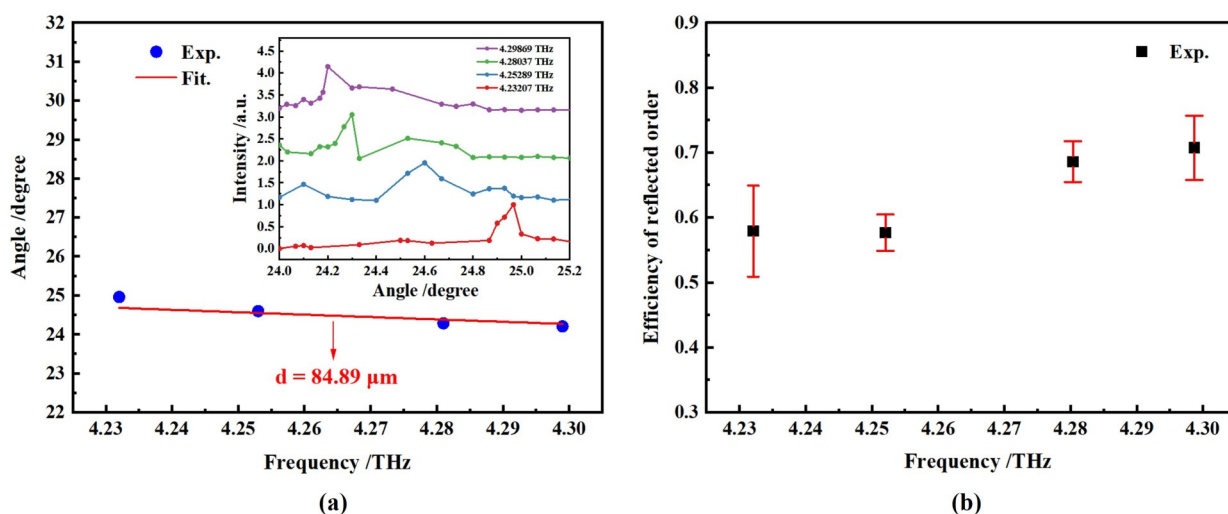 32
31
30
29
28
27
26
25
24
23
22
Angle /degree
Exp.
Fit.
4.5
4.0
3.5
3.0
2.5
2.0
1.5
1.0
0.5
0.0
Intensity /a.u.
4.29869 THz
4.28037 THz
4.25289 THz
4.23207 THz
24.0 24.2 24.4 24.6 24.8 25.0 25.2
Angle /degree
d = 84.89 μm
4.23 4.24 4.25 4.26 4.27 4.28 4.29 4.30
Frequency /THz
(a)
0.9
0.8
0.7
0.6
0.5
0.4
0.3
Efficiency of reflected order
Exp.
4.23 4.24 4.25 4.26 4.27 4.28 4.29 4.30
Frequency /THz
(b)